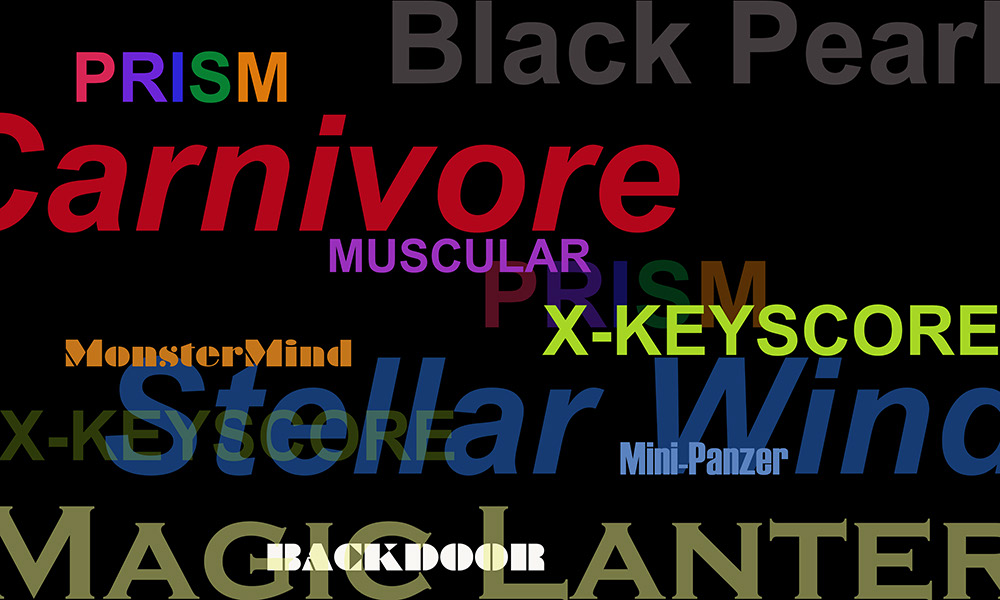 Black Pearl
PRISM
Carnivore
MUSCULAR
PRISM
X-KEYSCORE
MonsterMind
Stellar Wind
X-KEYSCORE
Mini-Panzer
MAGIC LANTER
BACKDOOR